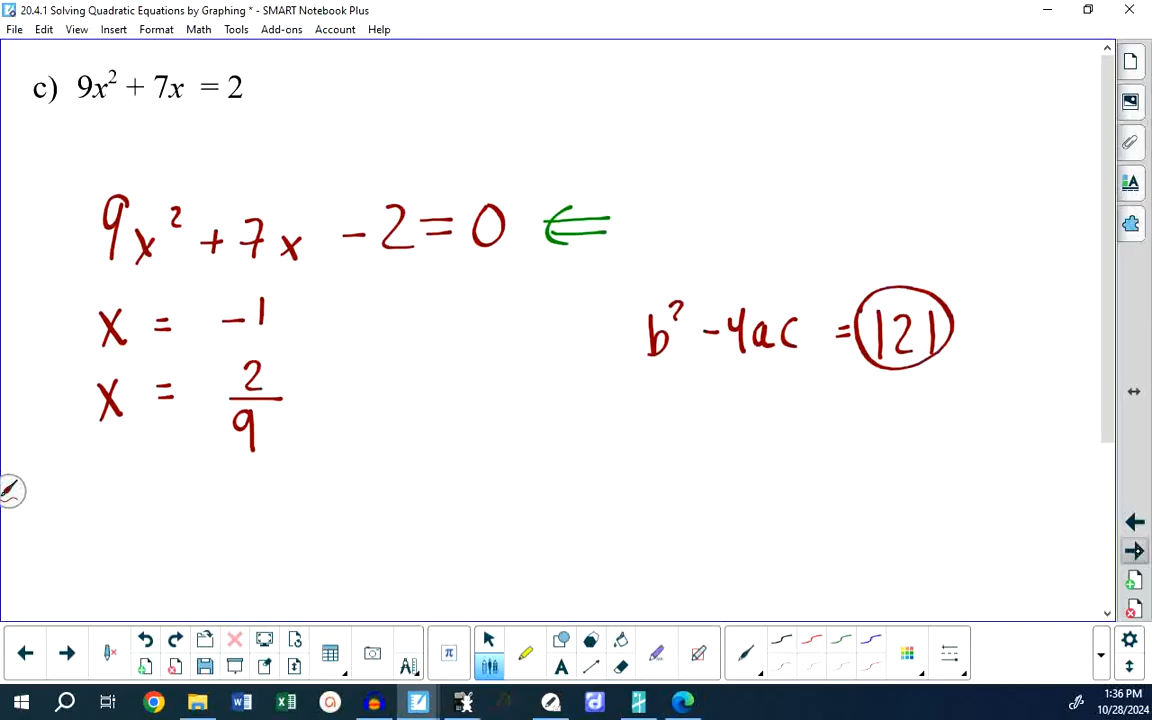 20.4.1 Solving Quadratic Equations by Graphing * - SMART Notebook Plus
File Edit View Insert Format Math Tools Add-ons Account Help
c) 9x² + 7x = 2
9x² + 7x - 2 = 0 ⇐
x = -1
b² - 4ac = 121
x = 2/9
π
A
1:36 PM
10/28/2024